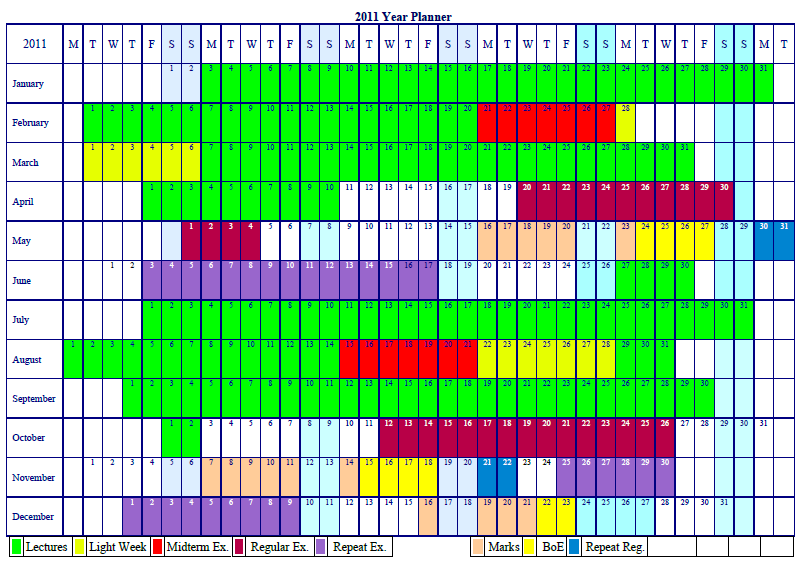 2011 Year Planner
2011 M T W T F S S M T W T F S S M T W T F S S M T W T F S S M T W T F S S M T
January 1 2 3 4 5 6 7 8 9 10 11 12 13 14 15 16 17 18 19 20 21 22 23 24 25 26 27 28 29 30 31
February 1 2 3 4 5 6 7 8 9 10 11 12 13 14 15 16 17 18 19 20 21 22 23 24 25 26 27 28
March 1 2 3 4 5 6 7 8 9 10 11 12 13 14 15 16 17 18 19 20 21 22 23 24 25 26 27 28 29 30 31
April 1 2 3 4 5 6 7 8 9 10 11 12 13 14 15 16 17 18 19 20 21 22 23 24 25 26 27 28 29 30
May 1 2 3 4 5 6 7 8 9 10 11 12 13 14 15 16 17 18 19 20 21 22 23 24 25 26 27 28 29 30 31
June 1 2 3 4 5 6 7 8 9 10 11 12 13 14 15 16 17 18 19 20 21 22 23 24 25 26 27 28 29 30
July 1 2 3 4 5 6 7 8 9 10 11 12 13 14 15 16 17 18 19 20 21 22 23 24 25 26 27 28 29 30 31
August 1 2 3 4 5 6 7 8 9 10 11 12 13 14 15 16 17 18 19 20 21 22 23 24 25 26 27 28 29 30 31
September 1 2 3 4 5 6 7 8 9 10 11 12 13 14 15 16 17 18 19 20 21 22 23 24 25 26 27 28 29 30
October 1 2 3 4 5 6 7 8 9 10 11 12 13 14 15 16 17 18 19 20 21 22 23 24 25 26 27 28 29 30 31
November 1 2 3 4 5 6 7 8 9 10 11 12 13 14 15 16 17 18 19 20 21 22 23 24 25 26 27 28 29 30
December 1 2 3 4 5 6 7 8 9 10 11 12 13 14 15 16 17 18 19 20 21 22 23 24 25 26 27 28 29 30 31
Lectures Light Week Midterm Ex. Regular Ex. Repeat Ex. Marks BoE Repeat Reg.